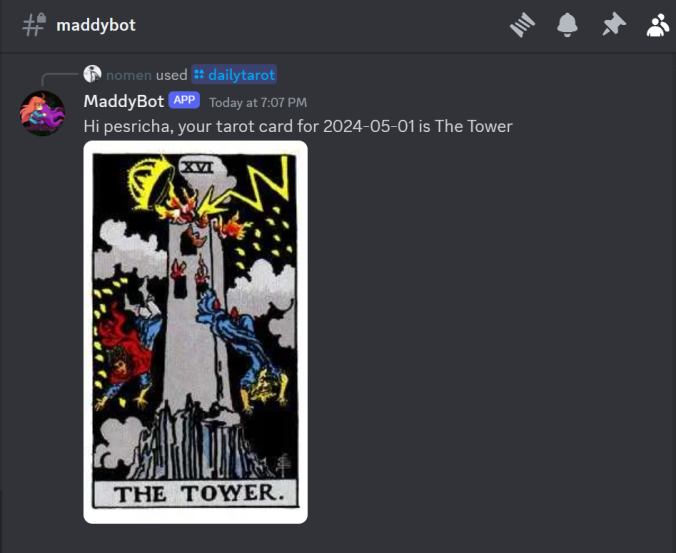 maddybot
nomen used dailytarot
MaddyBot APP Today at 7:07 PM
Hi pesricha, your tarot card for 2024-05-01 is The Tower
XVI
THE TOWER.